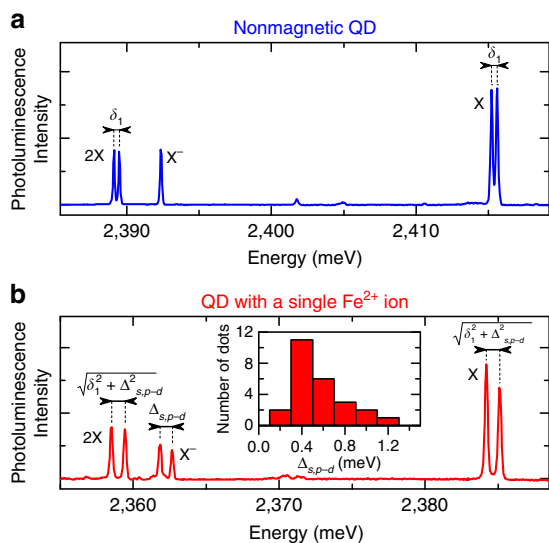 a
Nonmagnetic QD
Photoluminescence
Intensity
δ₁
2X
X⁻
δ₁
X
2,390
2,400
2,410
Energy (meV)
b
QD with a single Fe²⁺ ion
Photoluminescence
Intensity
√(δ₁² + Δ²ₛ,ₚ₋d)
2X
Δₛ,ₚ₋d
X⁻
Number of dots
12
8
4
0
0.0
0.4
0.8
1.2
Δₛ,ₚ₋d (meV)
√(δ₁² + Δ²ₛ,ₚ₋d)
X
2,360
2,370
2,380
Energy (meV)